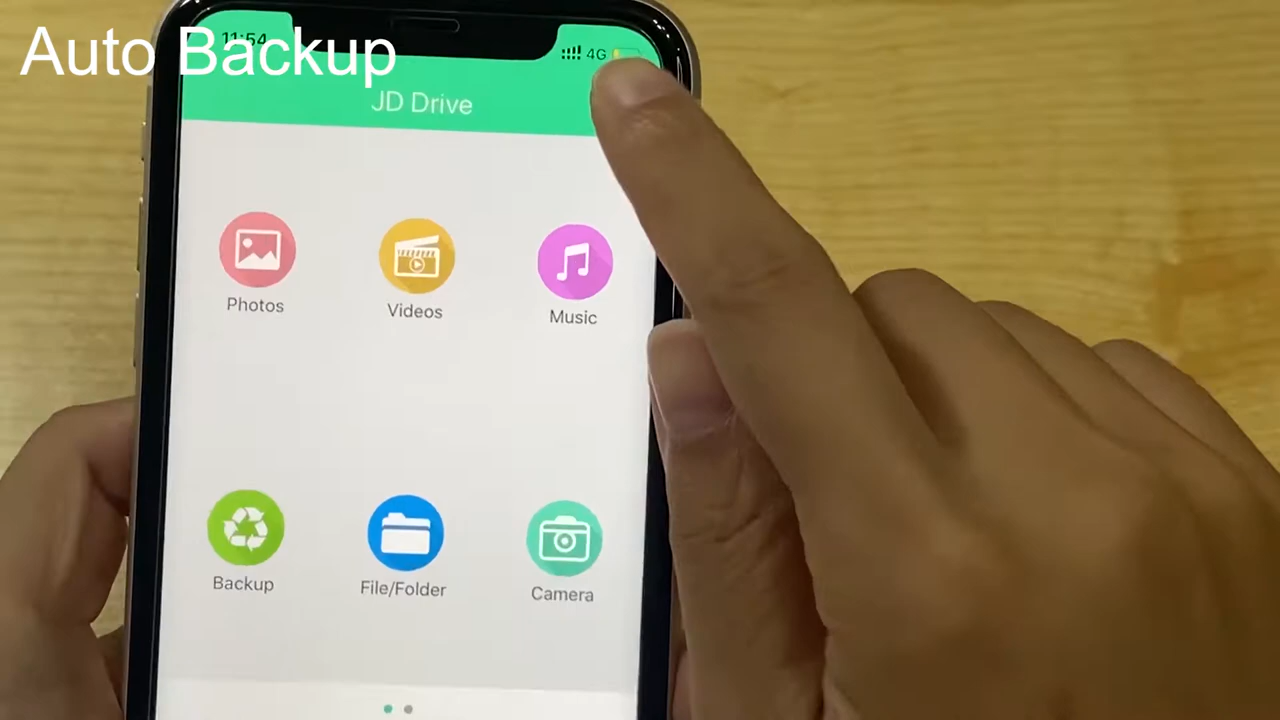 Auto Backup
11:54
4G
JD Drive
Photos
Videos
Music
Backup
File/Folder
Camera